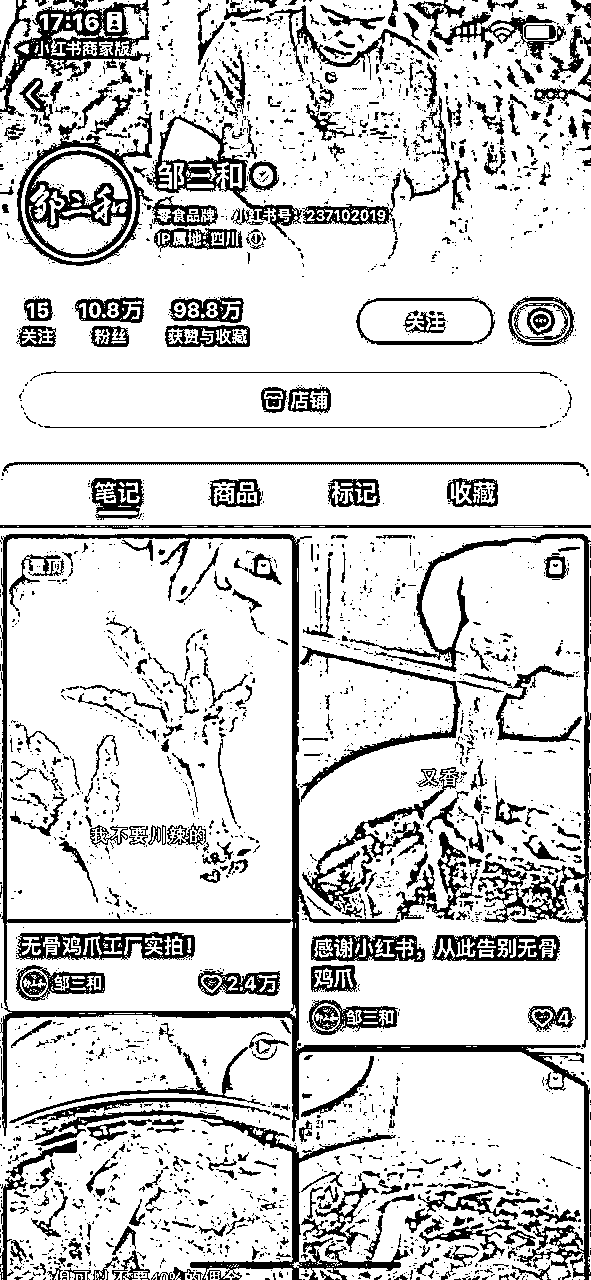 17:16
小红书商家版
邹三和
邹三和
零食品牌 小红书号:237102019
IP属地:四川
15 10.8万 98.8万
关注 粉丝 获赞与收藏
关注
店铺
笔记 商品 标记 收藏
置顶
我不要川辣的
又香
无骨鸡爪工厂实拍!
邹三和 2.4万
感谢小红书,从此告别无骨
鸡爪
邹三和 4